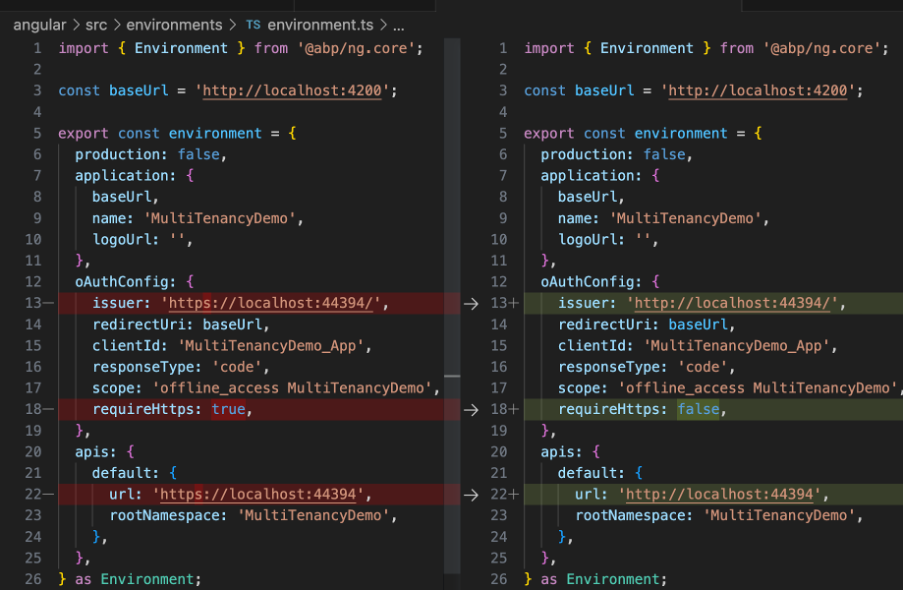 angular > src > environments > TS environment.ts > ...
1 import { Environment } from '@abp/ng.core';
2
3 const baseUrl = 'http://localhost:4200';
4
5 export const environment = {
6 production: false,
7 application: {
8 baseUrl,
9 name: 'MultiTenancyDemo',
10 logoUrl: '',
11 },
12 oAuthConfig: {
13— issuer: 'https://localhost:44394/',
14 redirectUri: baseUrl,
15 clientId: 'MultiTenancyDemo_App',
16 responseType: 'code',
17 scope: 'offline_access MultiTenancyDemo',
18— requireHttps: true,
19 },
20 apis: {
21 default: {
22— url: 'https://localhost:44394',
23 rootNamespace: 'MultiTenancyDemo',
24 },
25 },
26 } as Environment;
1 import { Environment } from '@abp/ng.core';
2
3 const baseUrl = 'http://localhost:4200';
4
5 export const environment = {
6 production: false,
7 application: {
8 baseUrl,
9 name: 'MultiTenancyDemo',
10 logoUrl: '',
11 },
12 oAuthConfig: {
→ 13+ issuer: 'http://localhost:44394/',
14 redirectUri: baseUrl,
15 clientId: 'MultiTenancyDemo_App',
16 responseType: 'code',
17 scope: 'offline_access MultiTenancyDemo'
→ 18+ requireHttps: false,
19 },
20 apis: {
21 default: {
→ 22+ url: 'http://localhost:44394',
23 rootNamespace: 'MultiTenancyDemo',
24 },
25 },
26 } as Environment;